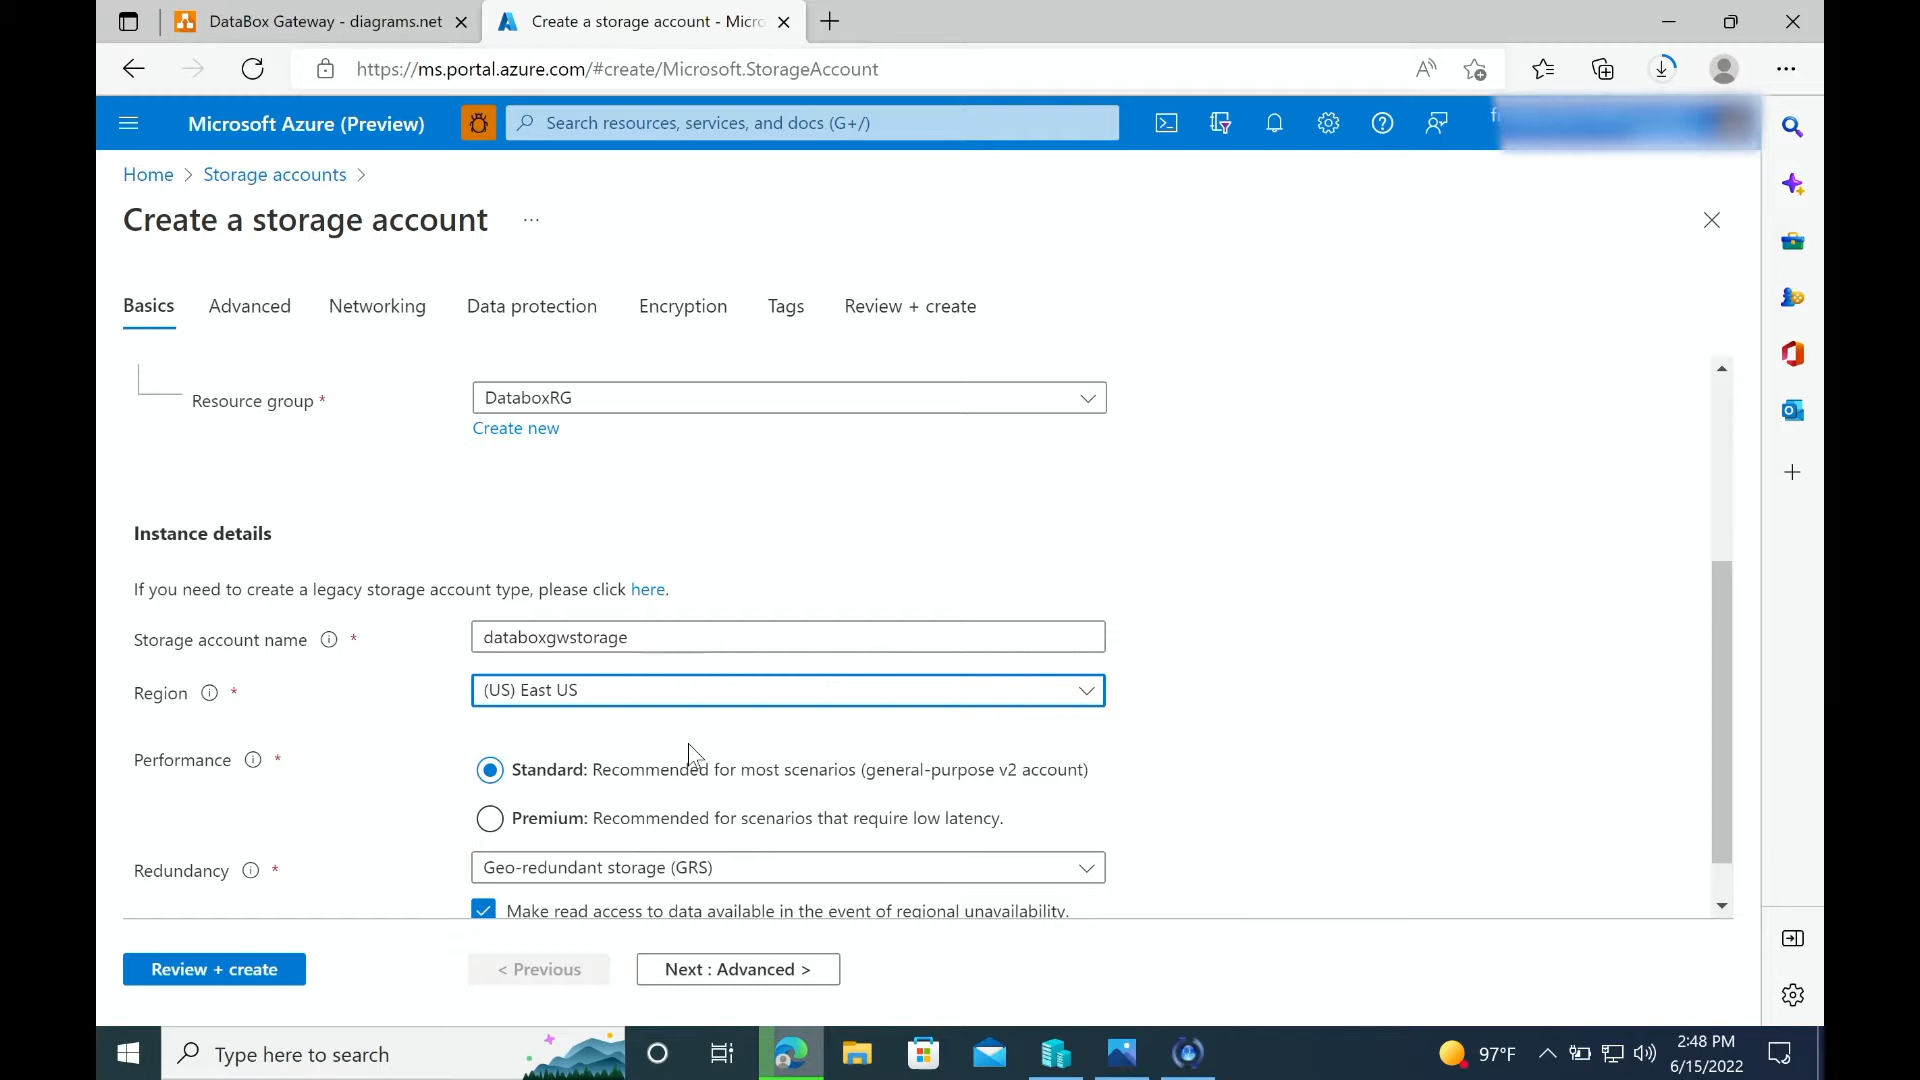 DataBox Gateway - diagrams.net
Create a storage account - Micro
https://ms.portal.azure.com/#create/Microsoft.StorageAccount
Microsoft Azure (Preview)
Search resources, services, and docs (G+/)
Home > Storage accounts >
Create a storage account ...
Basics Advanced Networking Data protection Encryption Tags Review + create
Resource group *
DataboxRG
Create new
Instance details
If you need to create a legacy storage account type, please click here.
Storage account name *
databoxgwstorage
Region *
(US) East US
Performance *
Standard: Recommended for most scenarios (general-purpose v2 account)
Premium: Recommended for scenarios that require low latency.
Redundancy *
Geo-redundant storage (GRS)
Make read access to data available in the event of regional unavailability.
Review + create
< Previous
Next : Advanced >
Type here to search
97°F
2:48 PM
6/15/2022